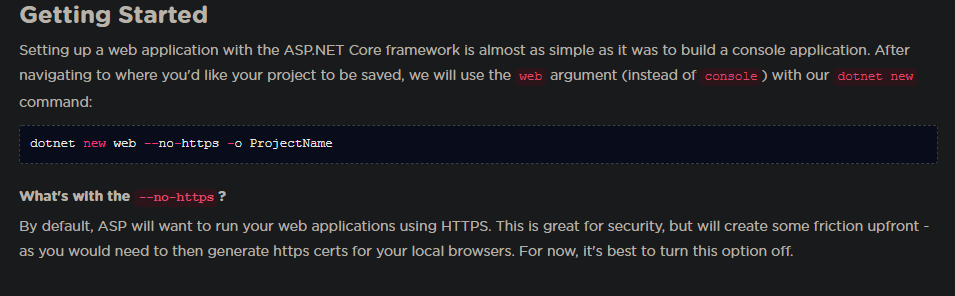 Getting Started
Setting up a web application with the ASP.NET Core framework is almost as simple as it was to build a console application. After
navigating to where you'd like your project to be saved, we will use the web argument (instead of console) with our dotnet new
command:
dotnet new web --no-https -o ProjectName
What's with the --no-https?
By default, ASP will want to run your web applications using HTTPS. This is great for security, but will create some friction upfront -
as you would need to then generate https certs for your local browsers. For now, it's best to turn this option off.